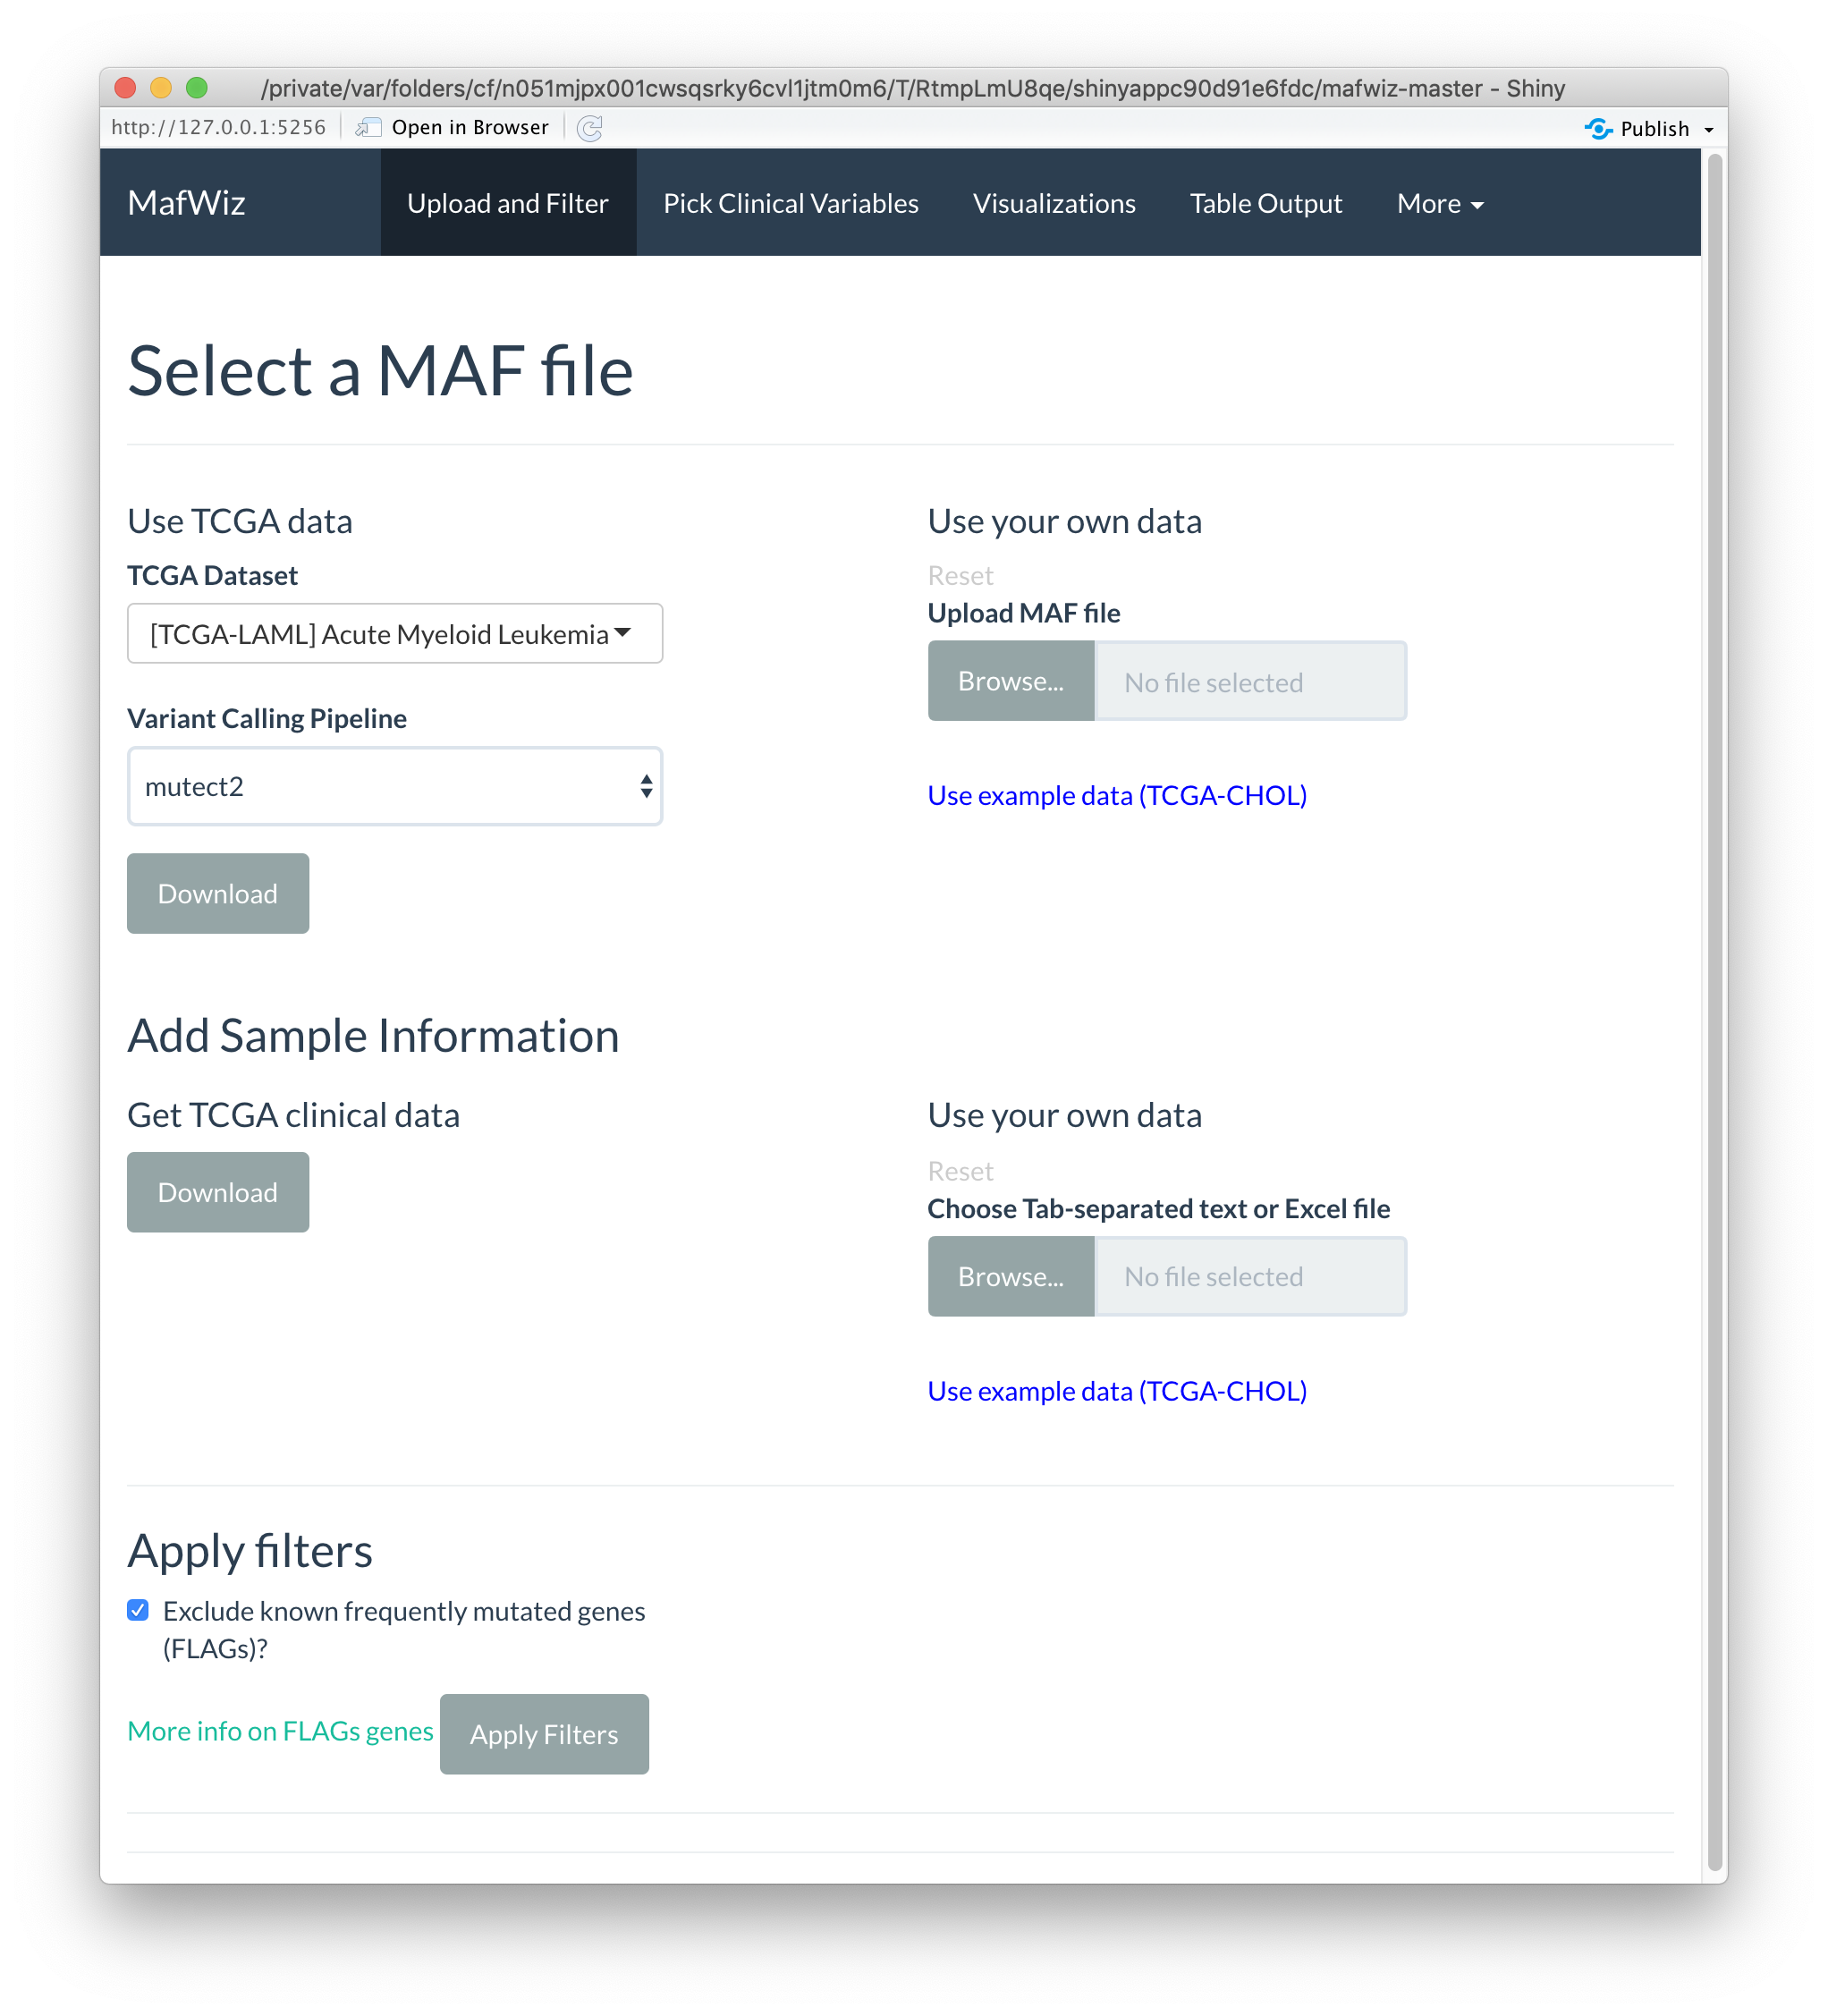 /private/var/folders/cf/n051mjpx001cwsqsrky6cvl1jtm0m6/T/RtmpLmU8qe/shinyappc90d91e6fdc/mafwiz-master - Shiny
http://127.0.0.1:5256 Open in Browser Publish
MafWiz Upload and Filter Pick Clinical Variables Visualizations Table Output More
Select a MAF file
Use TCGA data
TCGA Dataset
[TCGA-LAML] Acute Myeloid Leukemia
Variant Calling Pipeline
mutect2
Download
Use your own data
Reset
Upload MAF file
Browse... No file selected
Use example data (TCGA-CHOL)
Add Sample Information
Get TCGA clinical data
Download
Use your own data
Reset
Choose Tab-separated text or Excel file
Browse... No file selected
Use example data (TCGA-CHOL)
Apply filters
Exclude known frequently mutated genes
(FLAGs)?
More info on FLAGs genes Apply Filters